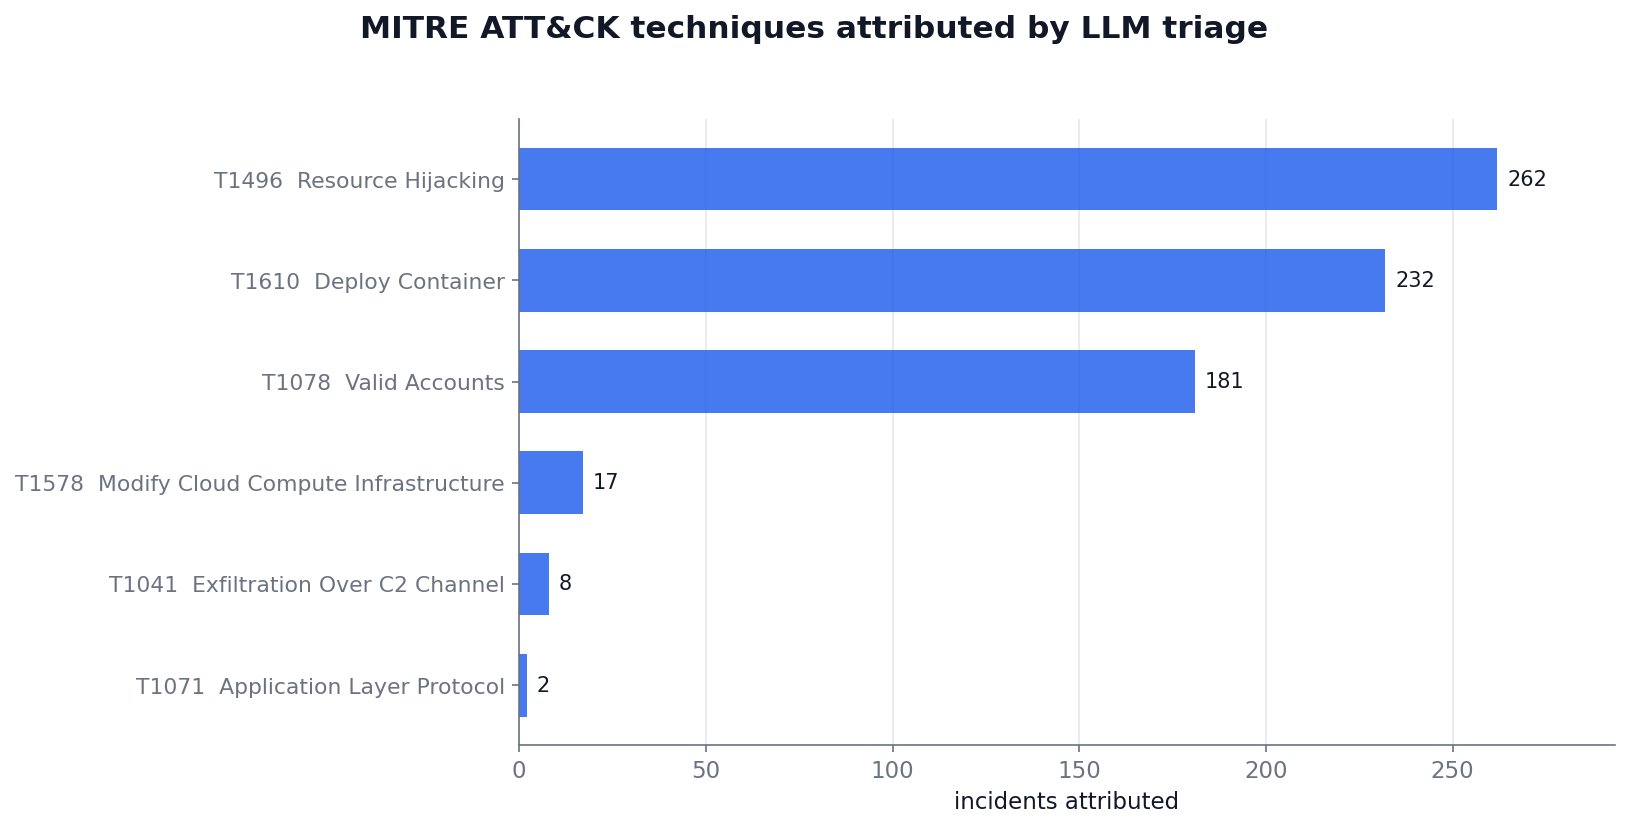 MITRE ATT&CK techniques attributed by LLM triage
T1496 Resource Hijacking 262
T1610 Deploy Container 232
T1078 Valid Accounts 181
T1578 Modify Cloud Compute Infrastructure 17
T1041 Exfiltration Over C2 Channel 8
T1071 Application Layer Protocol 2
0 50 100 150 200 250
incidents attributed